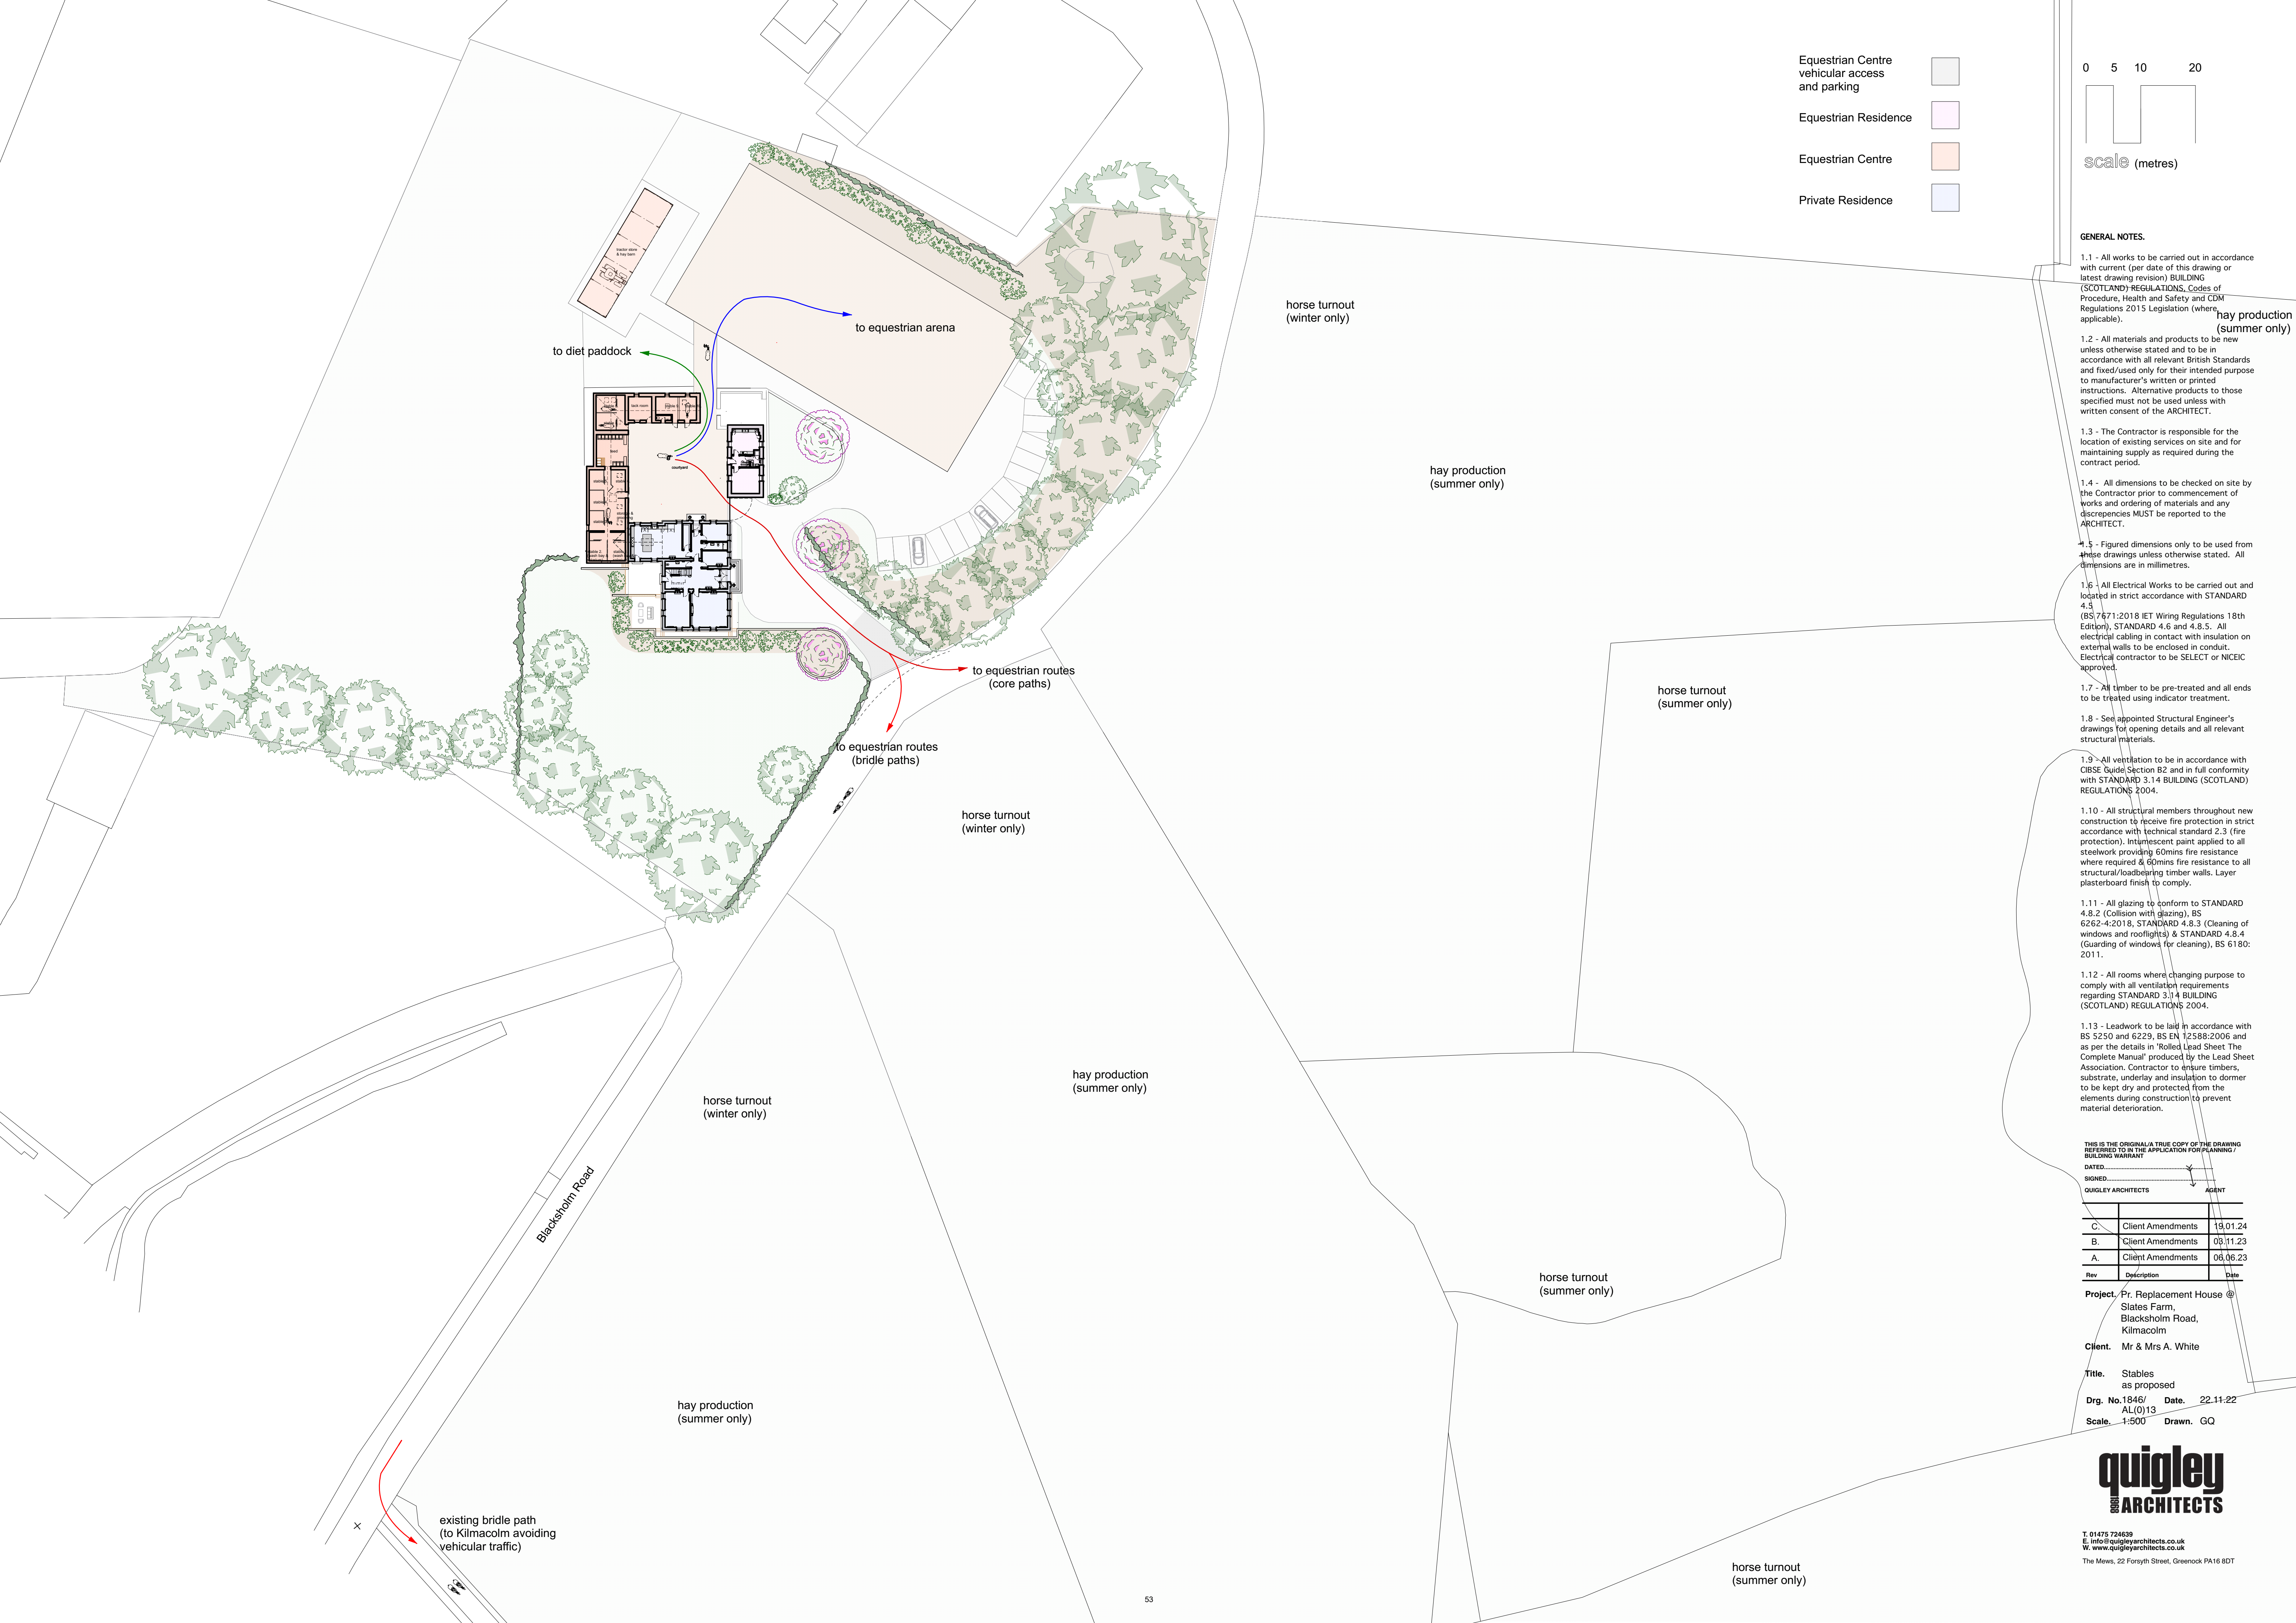 Equestrian Centre
vehicular access
and parking
Equestrian Residence
Equestrian Centre
Private Residence
0 5 10 20
scale (metres)
tractor store
& hay barn
to equestrian arena
to diet paddock
tack room
feed
courtyard
horse turnout
(winter only)
hay production
(summer only)
hay production
(summer only)
horse turnout
(summer only)
to equestrian routes
(core paths)
to equestrian routes
(bridle paths)
horse turnout
(winter only)
hay production
(summer only)
horse turnout
(winter only)
Blacksholm Road
horse turnout
(summer only)
hay production
(summer only)
existing bridle path
(to Kilmacolm avoiding
vehicular traffic)
horse turnout
(summer only)
53
GENERAL NOTES.
1.1 - All works to be carried out in accordance
with current (per date of this drawing or
latest drawing revision) BUILDING
(SCOTLAND) REGULATIONS, Codes of
Procedure, Health and Safety and CDM
Regulations 2015 Legislation (where
applicable).
1.2 - All materials and products to be new
unless otherwise stated and to be in
accordance with all relevant British Standards
and fixed/used only for their intended purpose
to manufacturer's written or printed
instructions. Alternative products to those
specified must not be used unless with
written consent of the ARCHITECT.
1.3 - The Contractor is responsible for the
location of existing services on site and for
maintaining supply as required during the
contract period.
1.4 - All dimensions to be checked on site by
the Contractor prior to commencement of
works and ordering of materials and any
discrepencies MUST be reported to the
ARCHITECT.
1.5 - Figured dimensions only to be used from
these drawings unless otherwise stated. All
dimensions are in millimetres.
1.6 - All Electrical Works to be carried out and
located in strict accordance with STANDARD
4.5
(BS 7671:2018 IET Wiring Regulations 18th
Edition), STANDARD 4.6 and 4.8.5. All
electrical cabling in contact with insulation on
external walls to be enclosed in conduit.
Electrical contractor to be SELECT or NICEIC
approved.
1.7 - All timber to be pre-treated and all ends
to be treated using indicator treatment.
1.8 - See appointed Structural Engineer's
drawings for opening details and all relevant
structural materials.
1.9 - All ventilation to be in accordance with
CIBSE Guide Section B2 and in full conformity
with STANDARD 3.14 BUILDING (SCOTLAND)
REGULATIONS 2004.
1.10 - All structural members throughout new
construction to receive fire protection in strict
accordance with technical standard 2.3 (fire
protection). Intumescent paint applied to all
steelwork providing 60mins fire resistance
where required & 60mins fire resistance to all
structural/loadbearing timber walls. Layer
plasterboard finish to comply.
1.11 - All glazing to conform to STANDARD
4.8.2 (Collision with glazing), BS
6262-4:2018, STANDARD 4.8.3 (Cleaning of
windows and rooflights) & STANDARD 4.8.4
(Guarding of windows for cleaning), BS 6180:
2011.
1.12 - All rooms where changing purpose to
comply with all ventilation requirements
regarding STANDARD 3.14 BUILDING
(SCOTLAND) REGULATIONS 2004.
1.13 - Leadwork to be laid in accordance with
BS 5250 and 6229, BS EN 12588:2006 and
as per the details in 'Rolled Lead Sheet The
Complete Manual' produced by the Lead Sheet
Association. Contractor to ensure timbers,
substrate, underlay and insulation to dormer
to be kept dry and protected from the
elements during construction to prevent
material deterioration.
hay production
(summer only)
THIS IS THE ORIGINAL/A TRUE COPY OF THE DRAWING
REFERRED TO IN THE APPLICATION FOR PLANNING /
BUILDING WARRANT
DATED
SIGNED
QUIGLEY ARCHITECTS AGENT
C. Client Amendments 19.01.24
B. Client Amendments 03.11.23
A. Client Amendments 06.06.23
Rev Description Date
Project. Pr. Replacement House @
Slates Farm,
Blacksholm Road,
Kilmacolm
Client. Mr & Mrs A. White
Title. Stables
as proposed
Drg. No. 1846/ Date. 22.11.22
AL(0)13
Scale. 1:500 Drawn. GQ
quigley
1868 ARCHITECTS
T. 01475 724639
E. info@quigleyarchitects.co.uk
W. www.quigleyarchitects.co.uk
The Mews, 22 Forsyth Street, Greenock PA16 8DT